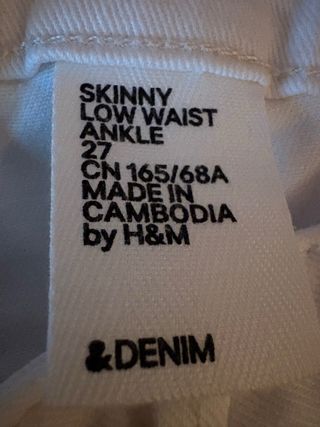 SKINNY
LOW WAIST
ANKLE
27
CN 165/68A
MADE IN
CAMBODIA
by H&M
&DENIM